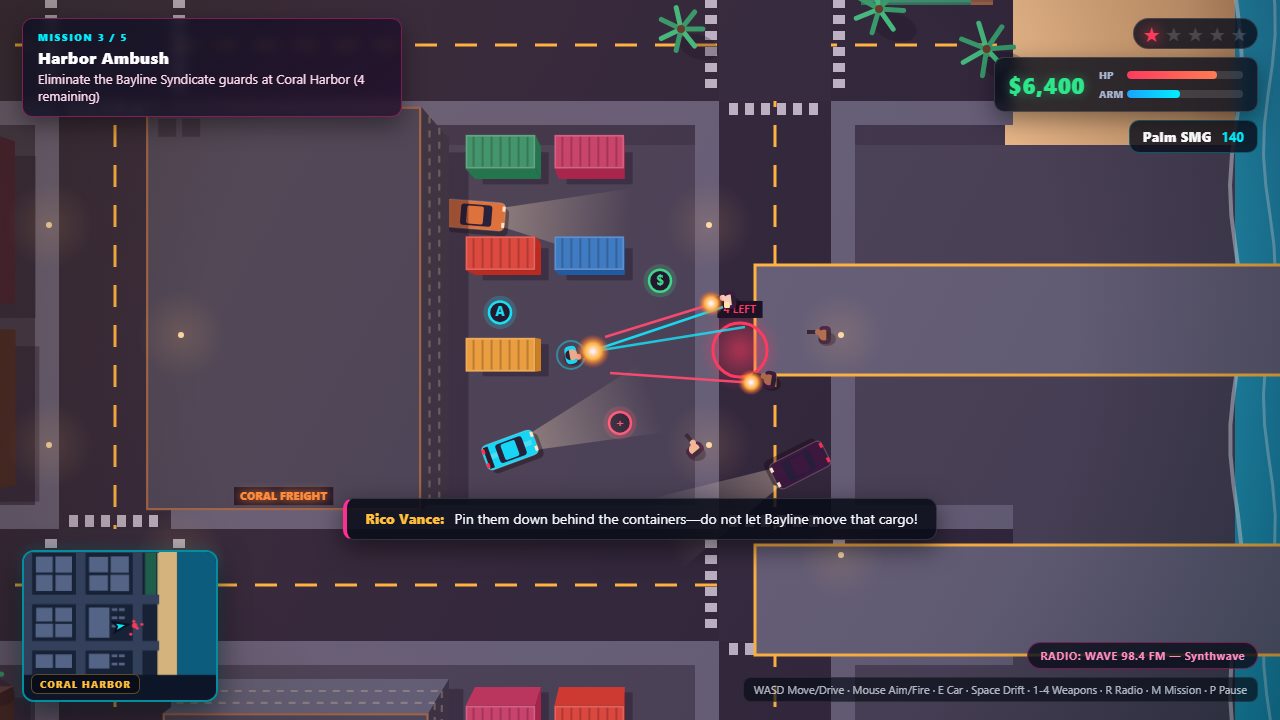 MISSION 3 / 5
Harbor Ambush
Eliminate the Bayline Syndicate guards at Coral Harbor (4
remaining)
$6,400
HP
ARM
Palm SMG 140
$
A
4 LEFT
+
CORAL FREIGHT
Rico Vance: Pin them down behind the containers—do not let Bayline move that cargo!
CORAL HARBOR
RADIO: WAVE 98.4 FM — Synthwave
WASD Move/Drive · Mouse Aim/Fire · E Car · Space Drift · 1-4 Weapons · R Radio · M Mission · P Pause